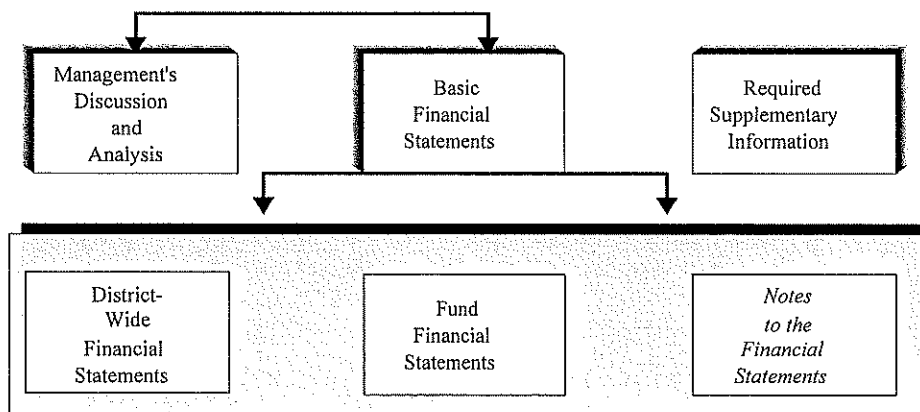 Management's
Discussion
and
Analysis
Basic
Financial
Statements
Required
Supplementary
Information
District-
Wide
Financial
Statements
Fund
Financial
Statements
Notes
to the
Financial
Statements